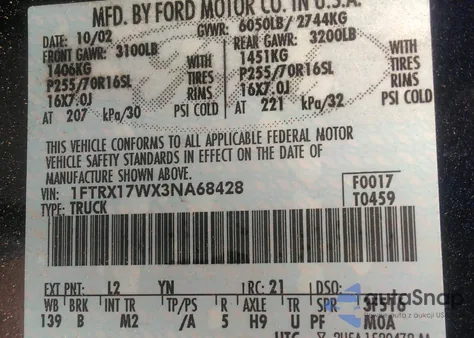 MFD. BY FORD MOTOR CO. IN U.S.A.
DATE: 10/02 GVWR: 6050LB/ 2744KG
FRONT GAWR: 3100LB REAR GAWR: 3200LB
1406KG WITH 1451KG WITH
P255/70R16SL TIRES P255/70R16SL TIRES
16X7.0J RIMS 16X7.0J RIMS
AT 207 kPa/30 PSI COLD AT 221 kPa/32 PSI COLD
THIS VEHICLE CONFORMS TO ALL APPLICABLE FEDERAL MOTOR
VEHICLE SAFETY STANDARDS IN EFFECT ON THE DATE OF
MANUFACTURE SHOWN ABOVE.
VIN: 1FTRX17WX3NA68428 F0017
TYPE: TRUCK T0459
EXT PNT: L2 YN RC: 21 DSO:
WB BRK INT TR TP/PS R AXLE TR SPR 3F5T6
139 B M2 /A 5 H9 U PF M0A
UTC
autaSnap